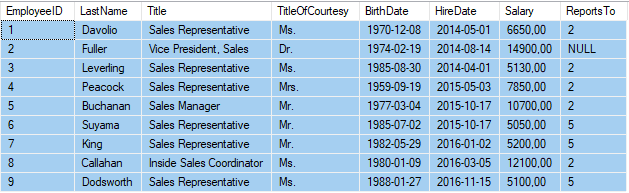 EmployeeID LastName Title TitleOfCourtesy BirthDate HireDate Salary ReportsTo
1 Davolio Sales Representative Ms. 1970-12-08 2014-05-01 6650,00 2
2 Fuller Vice President, Sales Dr. 1974-02-19 2014-08-14 14900,00 NULL
3 Leverling Sales Representative Ms. 1985-08-30 2014-04-01 5130,00 2
4 Peacock Sales Representative Mrs. 1959-09-19 2015-05-03 7850,00 2
5 Buchanan Sales Manager Mr. 1977-03-04 2015-10-17 10700,00 2
6 Suyama Sales Representative Mr. 1985-07-02 2015-10-17 5050,00 5
7 King Sales Representative Mr. 1982-05-29 2016-01-02 5200,00 5
8 Callahan Inside Sales Coordinator Ms. 1980-01-09 2016-03-05 12100,00 2
9 Dodsworth Sales Representative Ms. 1988-01-27 2016-11-15 5100,00 5